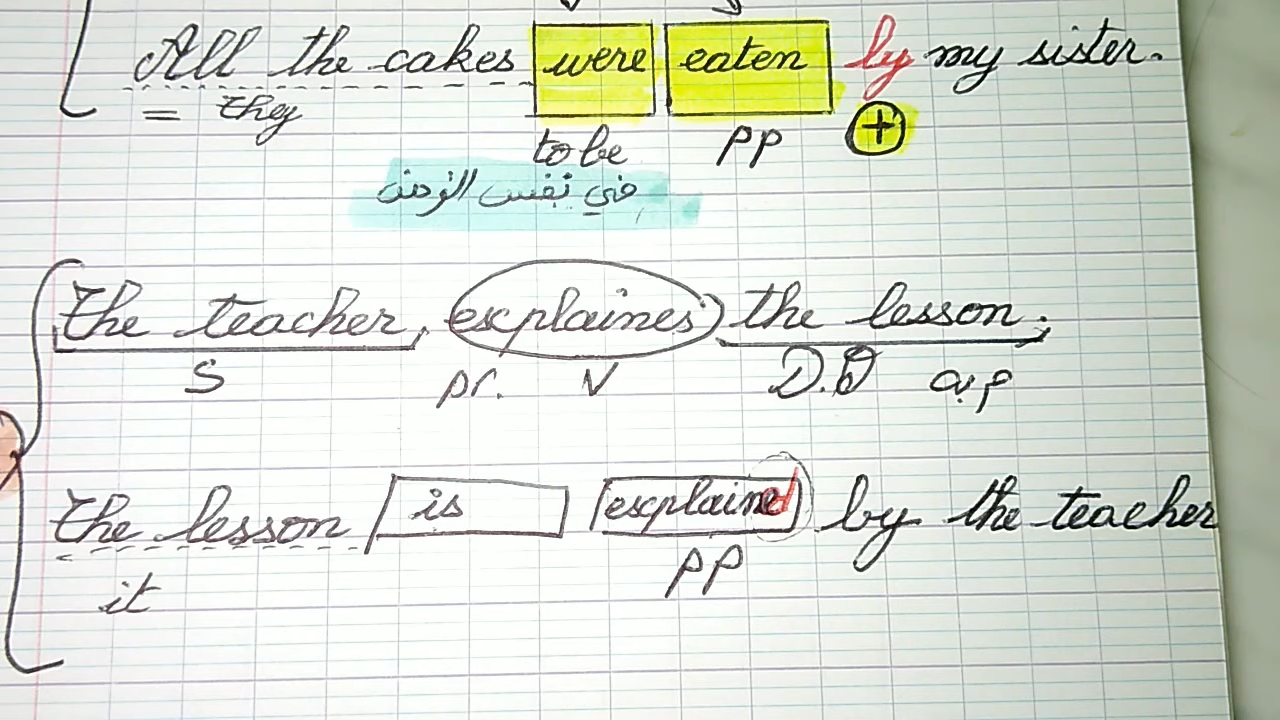 All the cakes were eaten by my sister.
= they to be pp +
في نفس الزمن
The teacher explaines the lesson.
S pr. V D.O م.ب
The lesson is explained by the teacher
it pp